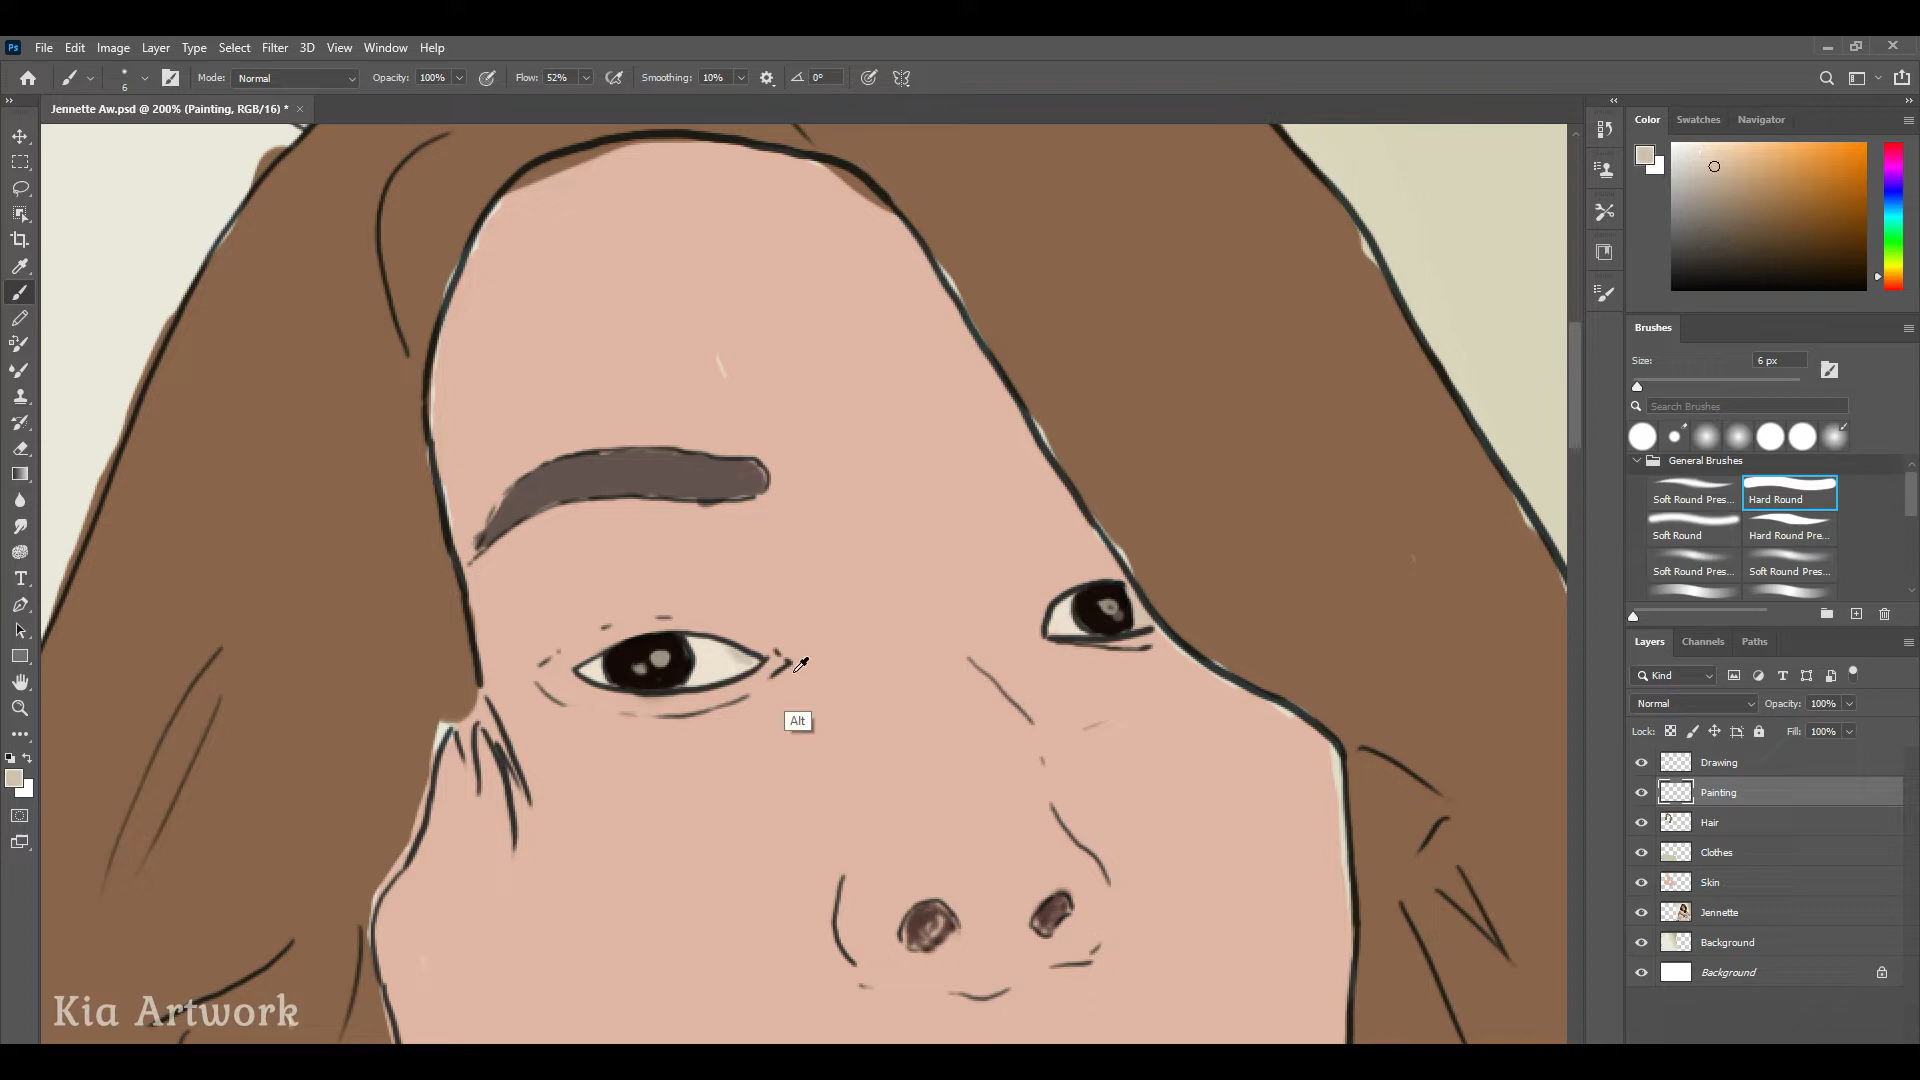 Ps File Edit Image Layer Type Select Filter 3D View Window Help
6 Mode: Normal Opacity: 100% Flow: 52% Smoothing: 10% 0°
Jennette Aw.psd @ 200% (Painting, RGB/16) * ×
Color Swatches Navigator
Brushes
Size: 6 px
Search Brushes
General Brushes
Soft Round Pres... Hard Round
Soft Round Hard Round Pre...
Soft Round Pres... Soft Round Pres...
Layers Channels Paths
Kind
Normal Opacity: 100%
Lock: Fill: 100%
Drawing
Painting
Hair
Clothes
Skin
Jennette
Background
Background
Alt
Kia Artwork